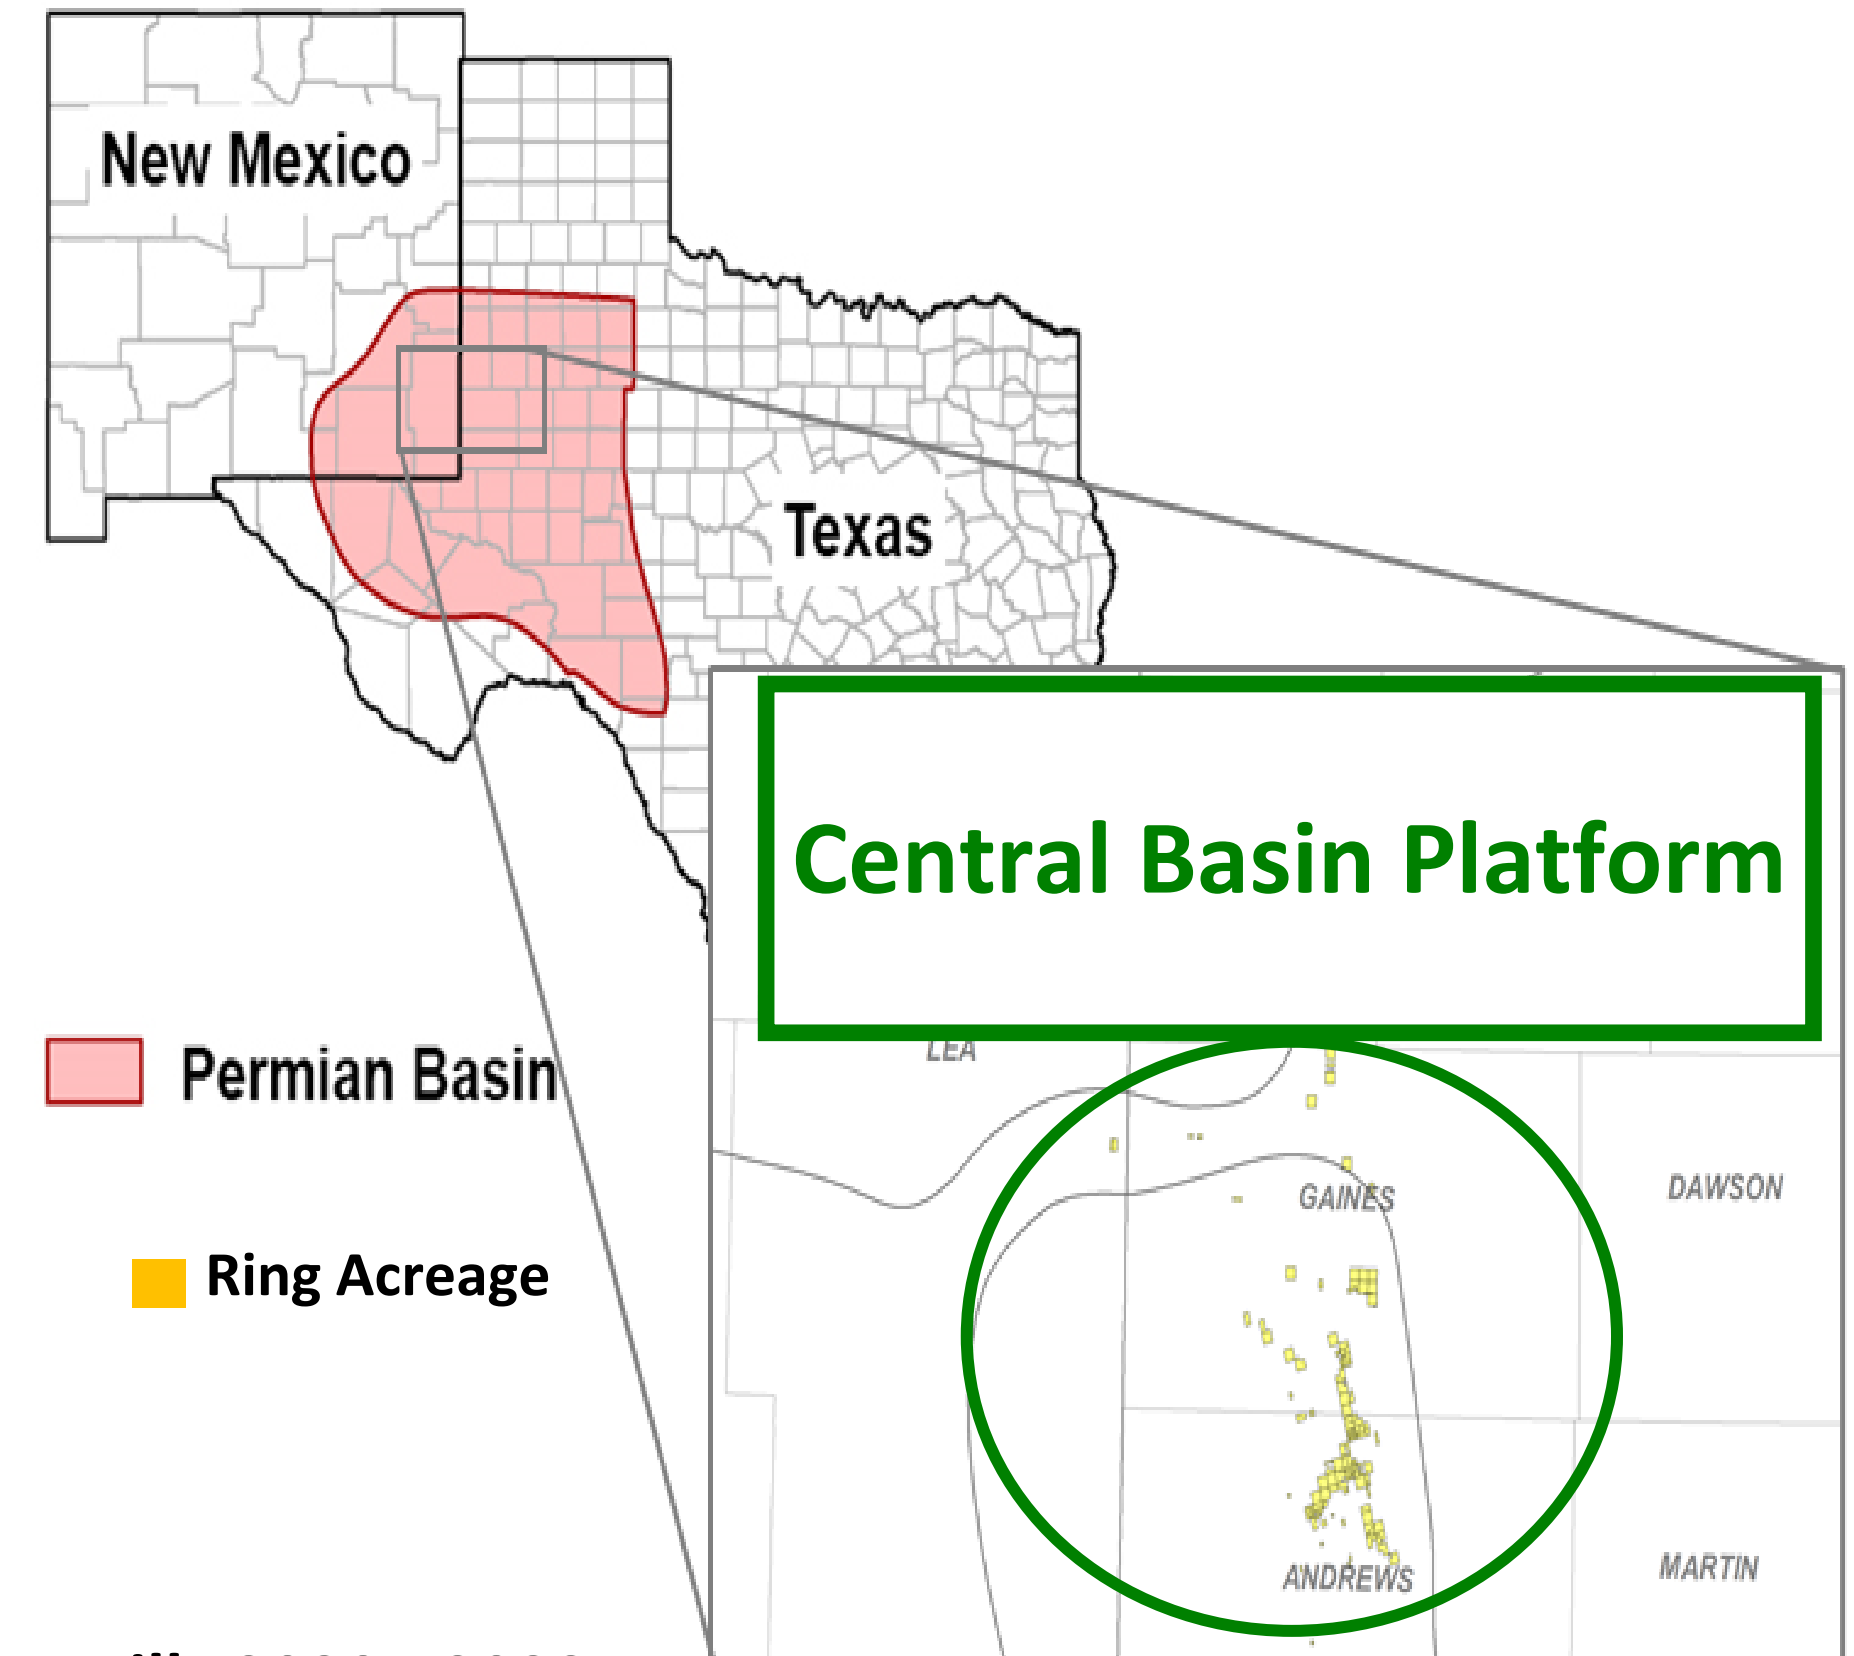 New Mexico
Texas
Central Basin Platform
LEA
Permian Basin
GAINES
DAWSON
Ring Acreage
MARTIN
ANDREWS